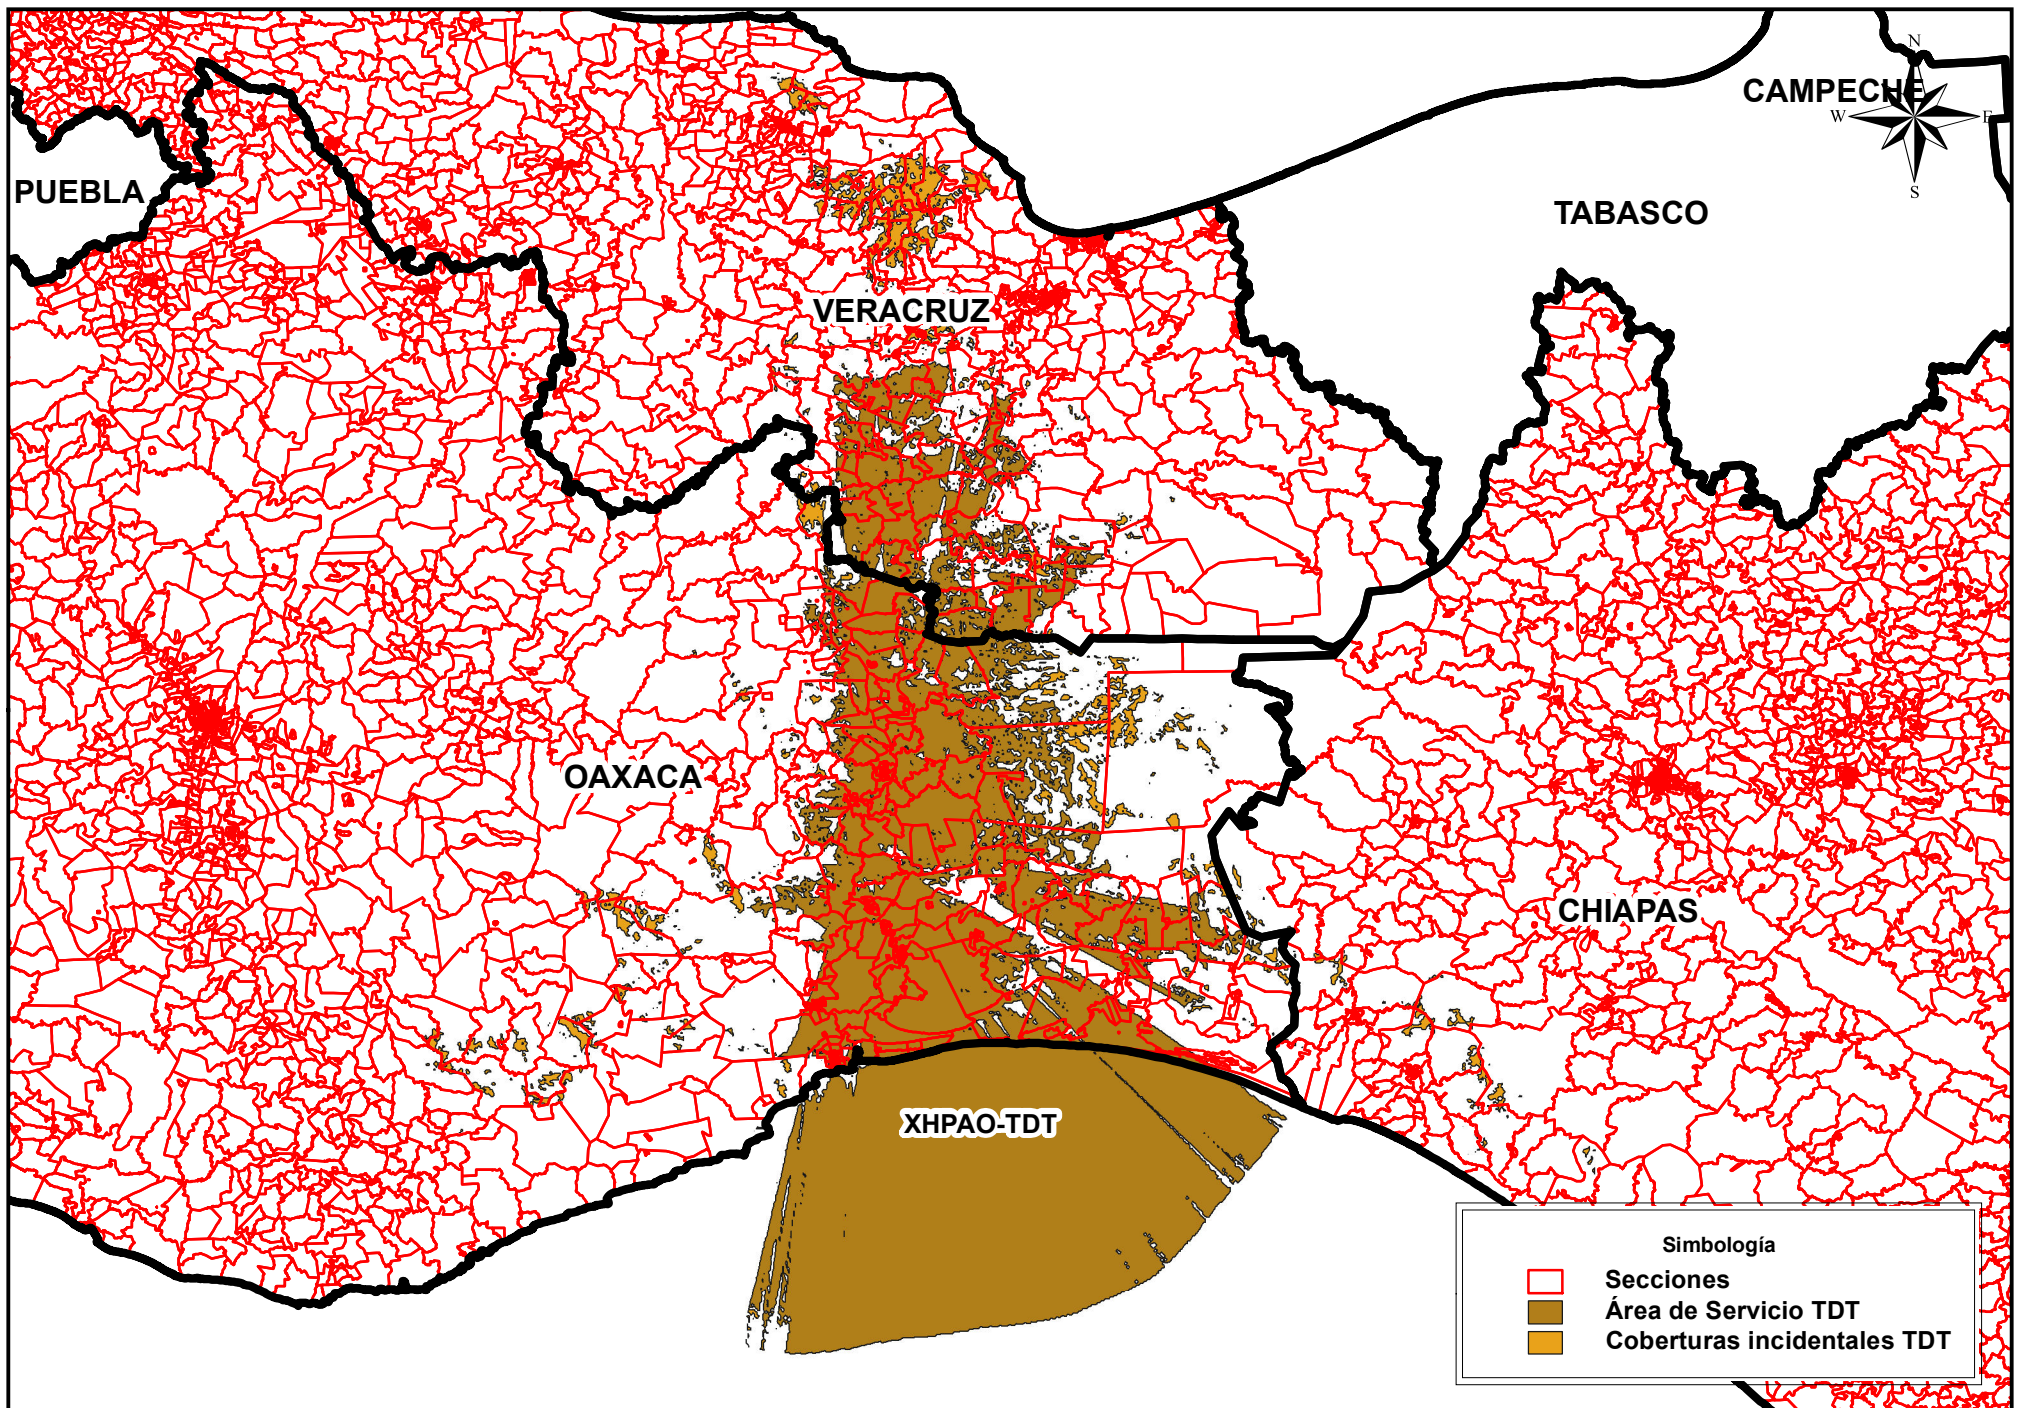 N
CAMPECHE
W
E
S
PUEBLA
TABASCO
VERACRUZ
OAXACA
CHIAPAS
XHPAO-TDT
Simbología
Secciones
Área de Servicio TDT
Coberturas incidentales TDT